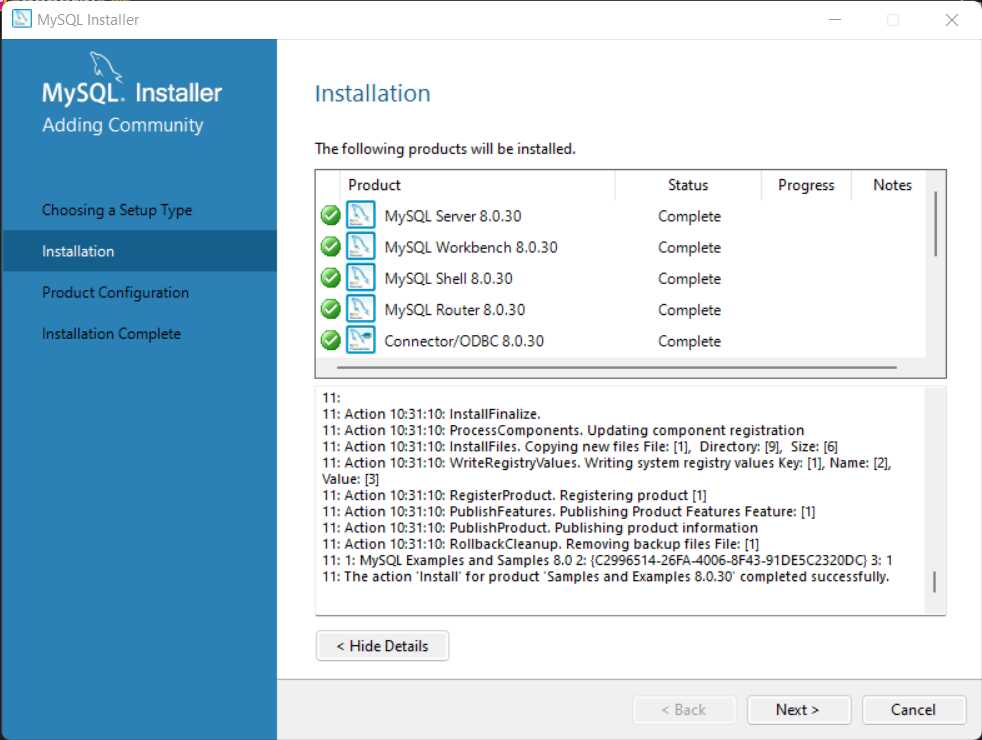 MySQL Installer
MySQL. Installer
Adding Community
Choosing a Setup Type
Installation
Product Configuration
Installation Complete
Installation
The following products will be installed.
Product Status Progress Notes
MySQL Server 8.0.30 Complete
MySQL Workbench 8.0.30 Complete
MySQL Shell 8.0.30 Complete
MySQL Router 8.0.30 Complete
Connector/ODBC 8.0.30 Complete
11:
11: Action 10:31:10: InstallFinalize.
11: Action 10:31:10: ProcessComponents. Updating component registration
11: Action 10:31:10: InstallFiles. Copying new files File: [1],  Directory: [9],  Size: [6]
11: Action 10:31:10: WriteRegistryValues. Writing system registry values Key: [1], Name: [2],
Value: [3]
11: Action 10:31:10: RegisterProduct. Registering product [1]
11: Action 10:31:10: PublishFeatures. Publishing Product Features Feature: [1]
11: Action 10:31:10: PublishProduct. Publishing product information
11: Action 10:31:10: RollbackCleanup. Removing backup files File: [1]
11: 1: MySQL Examples and Samples 8.0 2: {C2996514-26FA-4006-8F43-91DE5C2320DC} 3: 1
11: The action 'Install' for product 'Samples and Examples 8.0.30' completed successfully.
< Hide Details
< Back Next > Cancel